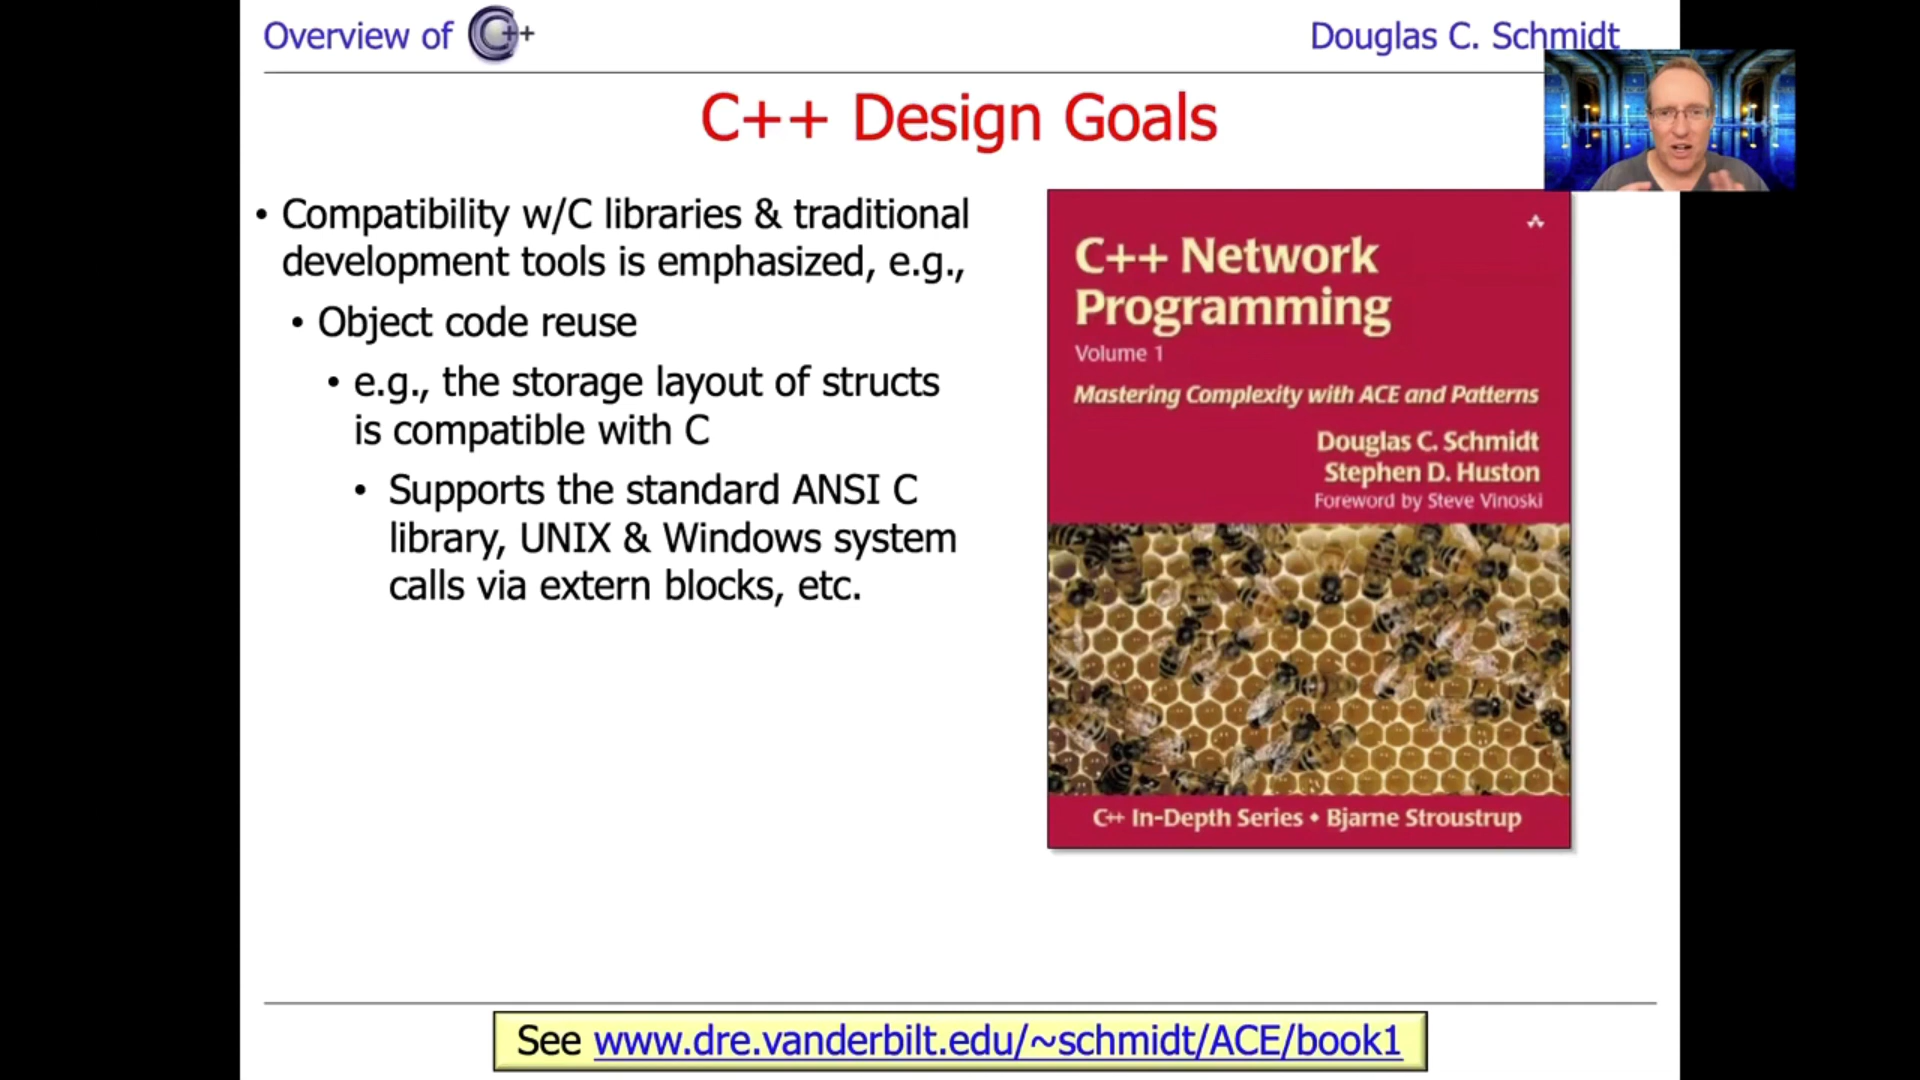 Overview of C++
Douglas C. Schmidt
C++ Design Goals
• Compatibility w/C libraries & traditional
development tools is emphasized, e.g.,
• Object code reuse
• e.g., the storage layout of structs
is compatible with C
• Supports the standard ANSI C
library, UNIX & Windows system
calls via extern blocks, etc.
C++ Network
Programming
Volume 1
Mastering Complexity with ACE and Patterns
Douglas C. Schmidt
Stephen D. Huston
Foreword by Steve Vinoski
C++ In-Depth Series • Bjarne Stroustrup
See www.dre.vanderbilt.edu/~schmidt/ACE/book1